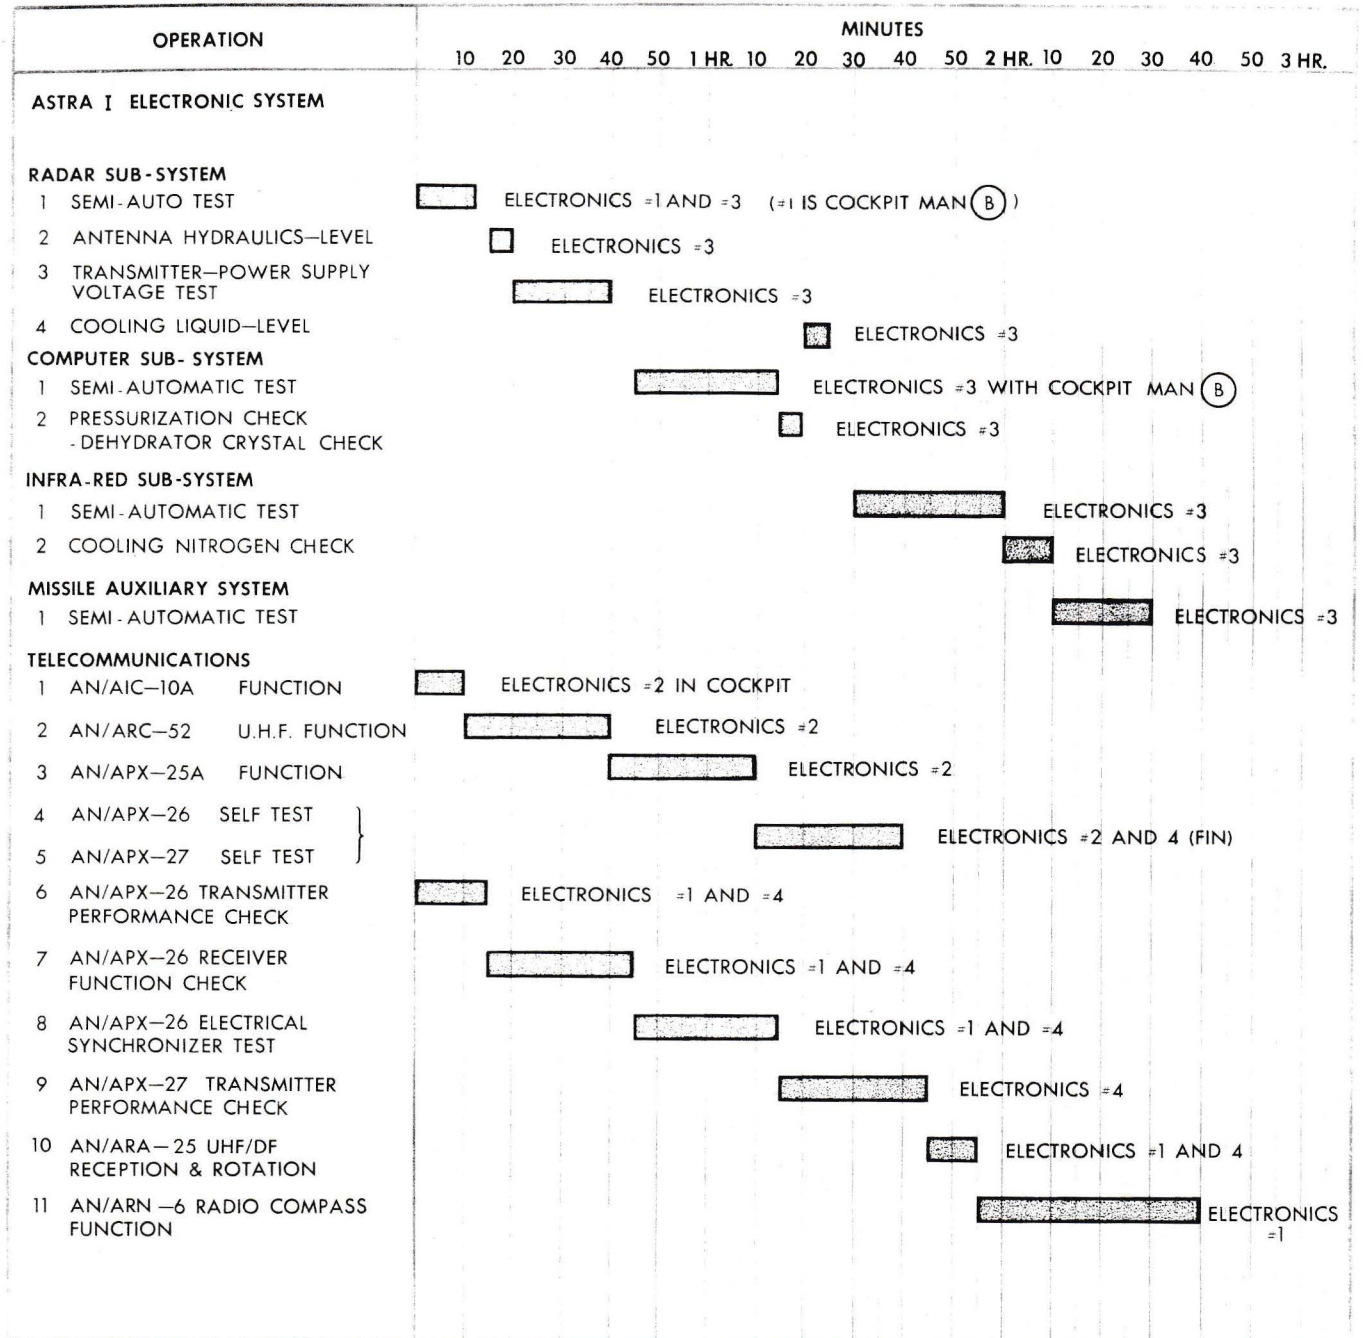 OPERATION
MINUTES
10 20 30 40 50 1 HR. 10 20 30 40 50 2 HR. 10 20 30 40 50 3 HR.
ASTRA I ELECTRONIC SYSTEM
RADAR SUB-SYSTEM
1 SEMI-AUTO TEST ELECTRONICS #1 AND #3 (#1 IS COCKPIT MAN B)
2 ANTENNA HYDRAULICS—LEVEL ELECTRONICS #3
3 TRANSMITTER—POWER SUPPLY
VOLTAGE TEST ELECTRONICS #3
4 COOLING LIQUID—LEVEL ELECTRONICS #3
COMPUTER SUB-SYSTEM
1 SEMI-AUTOMATIC TEST ELECTRONICS #3 WITH COCKPIT MAN B
2 PRESSURIZATION CHECK
-DEHYDRATOR CRYSTAL CHECK ELECTRONICS #3
INFRA-RED SUB-SYSTEM
1 SEMI-AUTOMATIC TEST ELECTRONICS #3
2 COOLING NITROGEN CHECK ELECTRONICS #3
MISSILE AUXILIARY SYSTEM
1 SEMI-AUTOMATIC TEST ELECTRONICS #3
TELECOMMUNICATIONS
1 AN/AIC—10A FUNCTION ELECTRONICS #2 IN COCKPIT
2 AN/ARC—52 U.H.F. FUNCTION ELECTRONICS #2
3 AN/APX—25A FUNCTION ELECTRONICS #2
4 AN/APX—26 SELF TEST
ELECTRONICS #2 AND 4 (FIN)
5 AN/APX—27 SELF TEST
6 AN/APX—26 TRANSMITTER
PERFORMANCE CHECK ELECTRONICS #1 AND #4
7 AN/APX—26 RECEIVER
FUNCTION CHECK ELECTRONICS #1 AND #4
8 AN/APX—26 ELECTRICAL
SYNCHRONIZER TEST ELECTRONICS #1 AND #4
9 AN/APX—27 TRANSMITTER
PERFORMANCE CHECK ELECTRONICS #4
10 AN/ARA—25 UHF/DF
RECEPTION & ROTATION ELECTRONICS #1 AND 4
11 AN/ARN—6 RADIO COMPASS
FUNCTION ELECTRONICS
#1